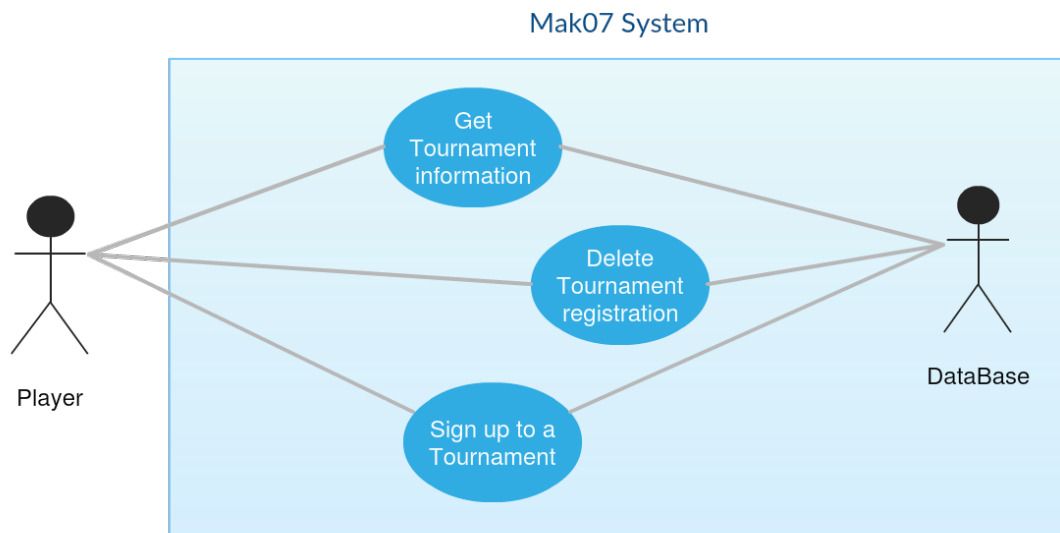 Mak07 System
Get
Tournament
information
Delete
Tournament
registration
Player
DataBase
Sign up to a
Tournament